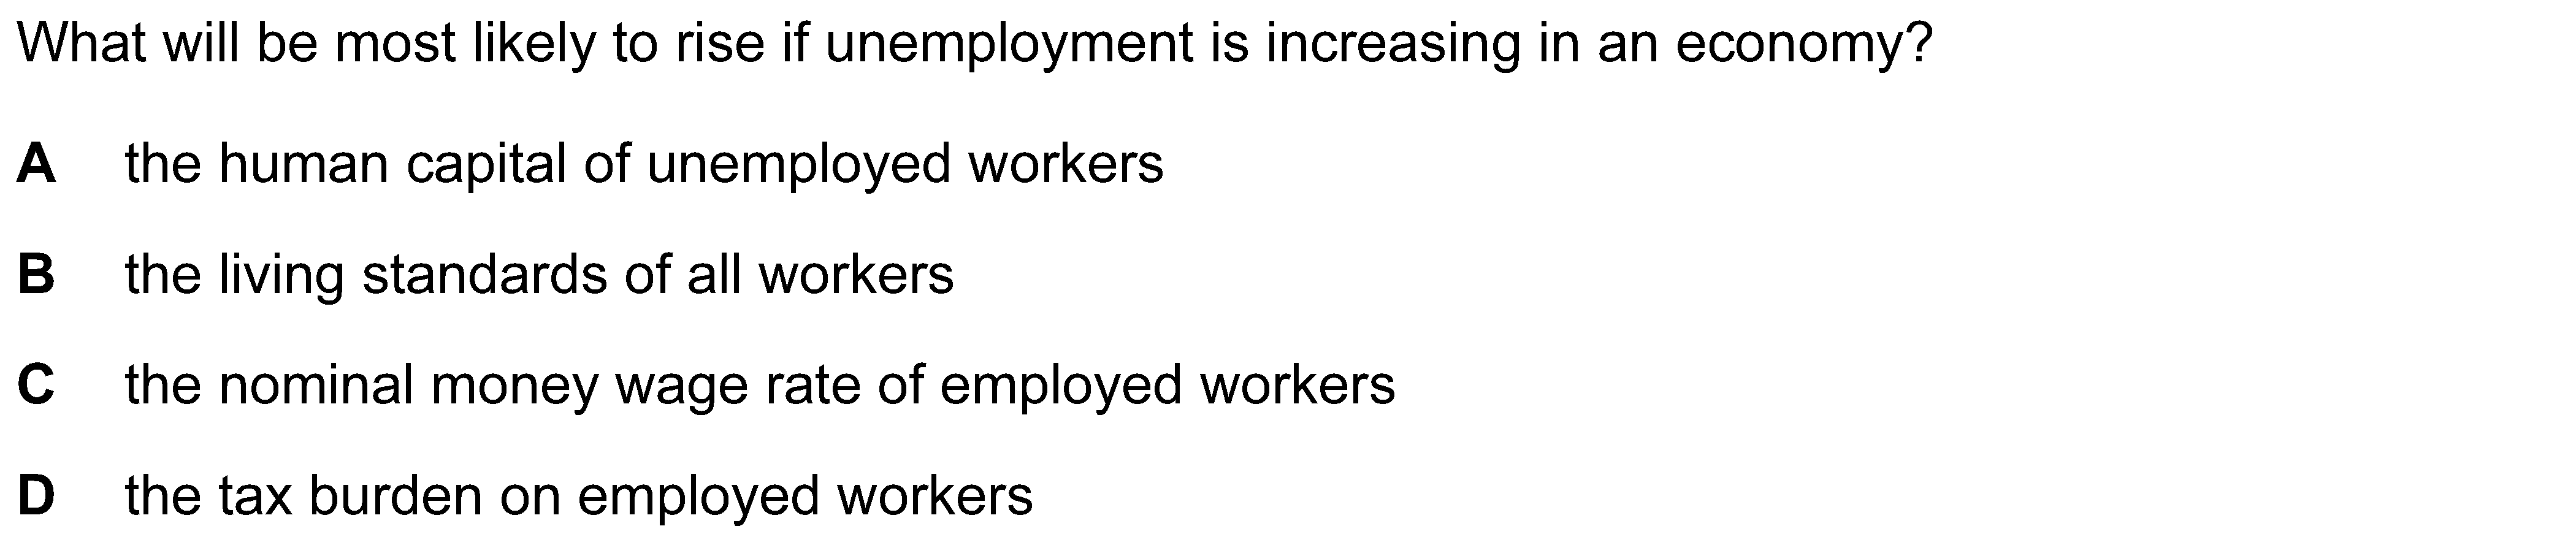 What will be most likely to rise if unemployment is increasing in an economy?
A the human capital of unemployed workers
B the living standards of all workers
C the nominal money wage rate of employed workers
D the tax burden on employed workers